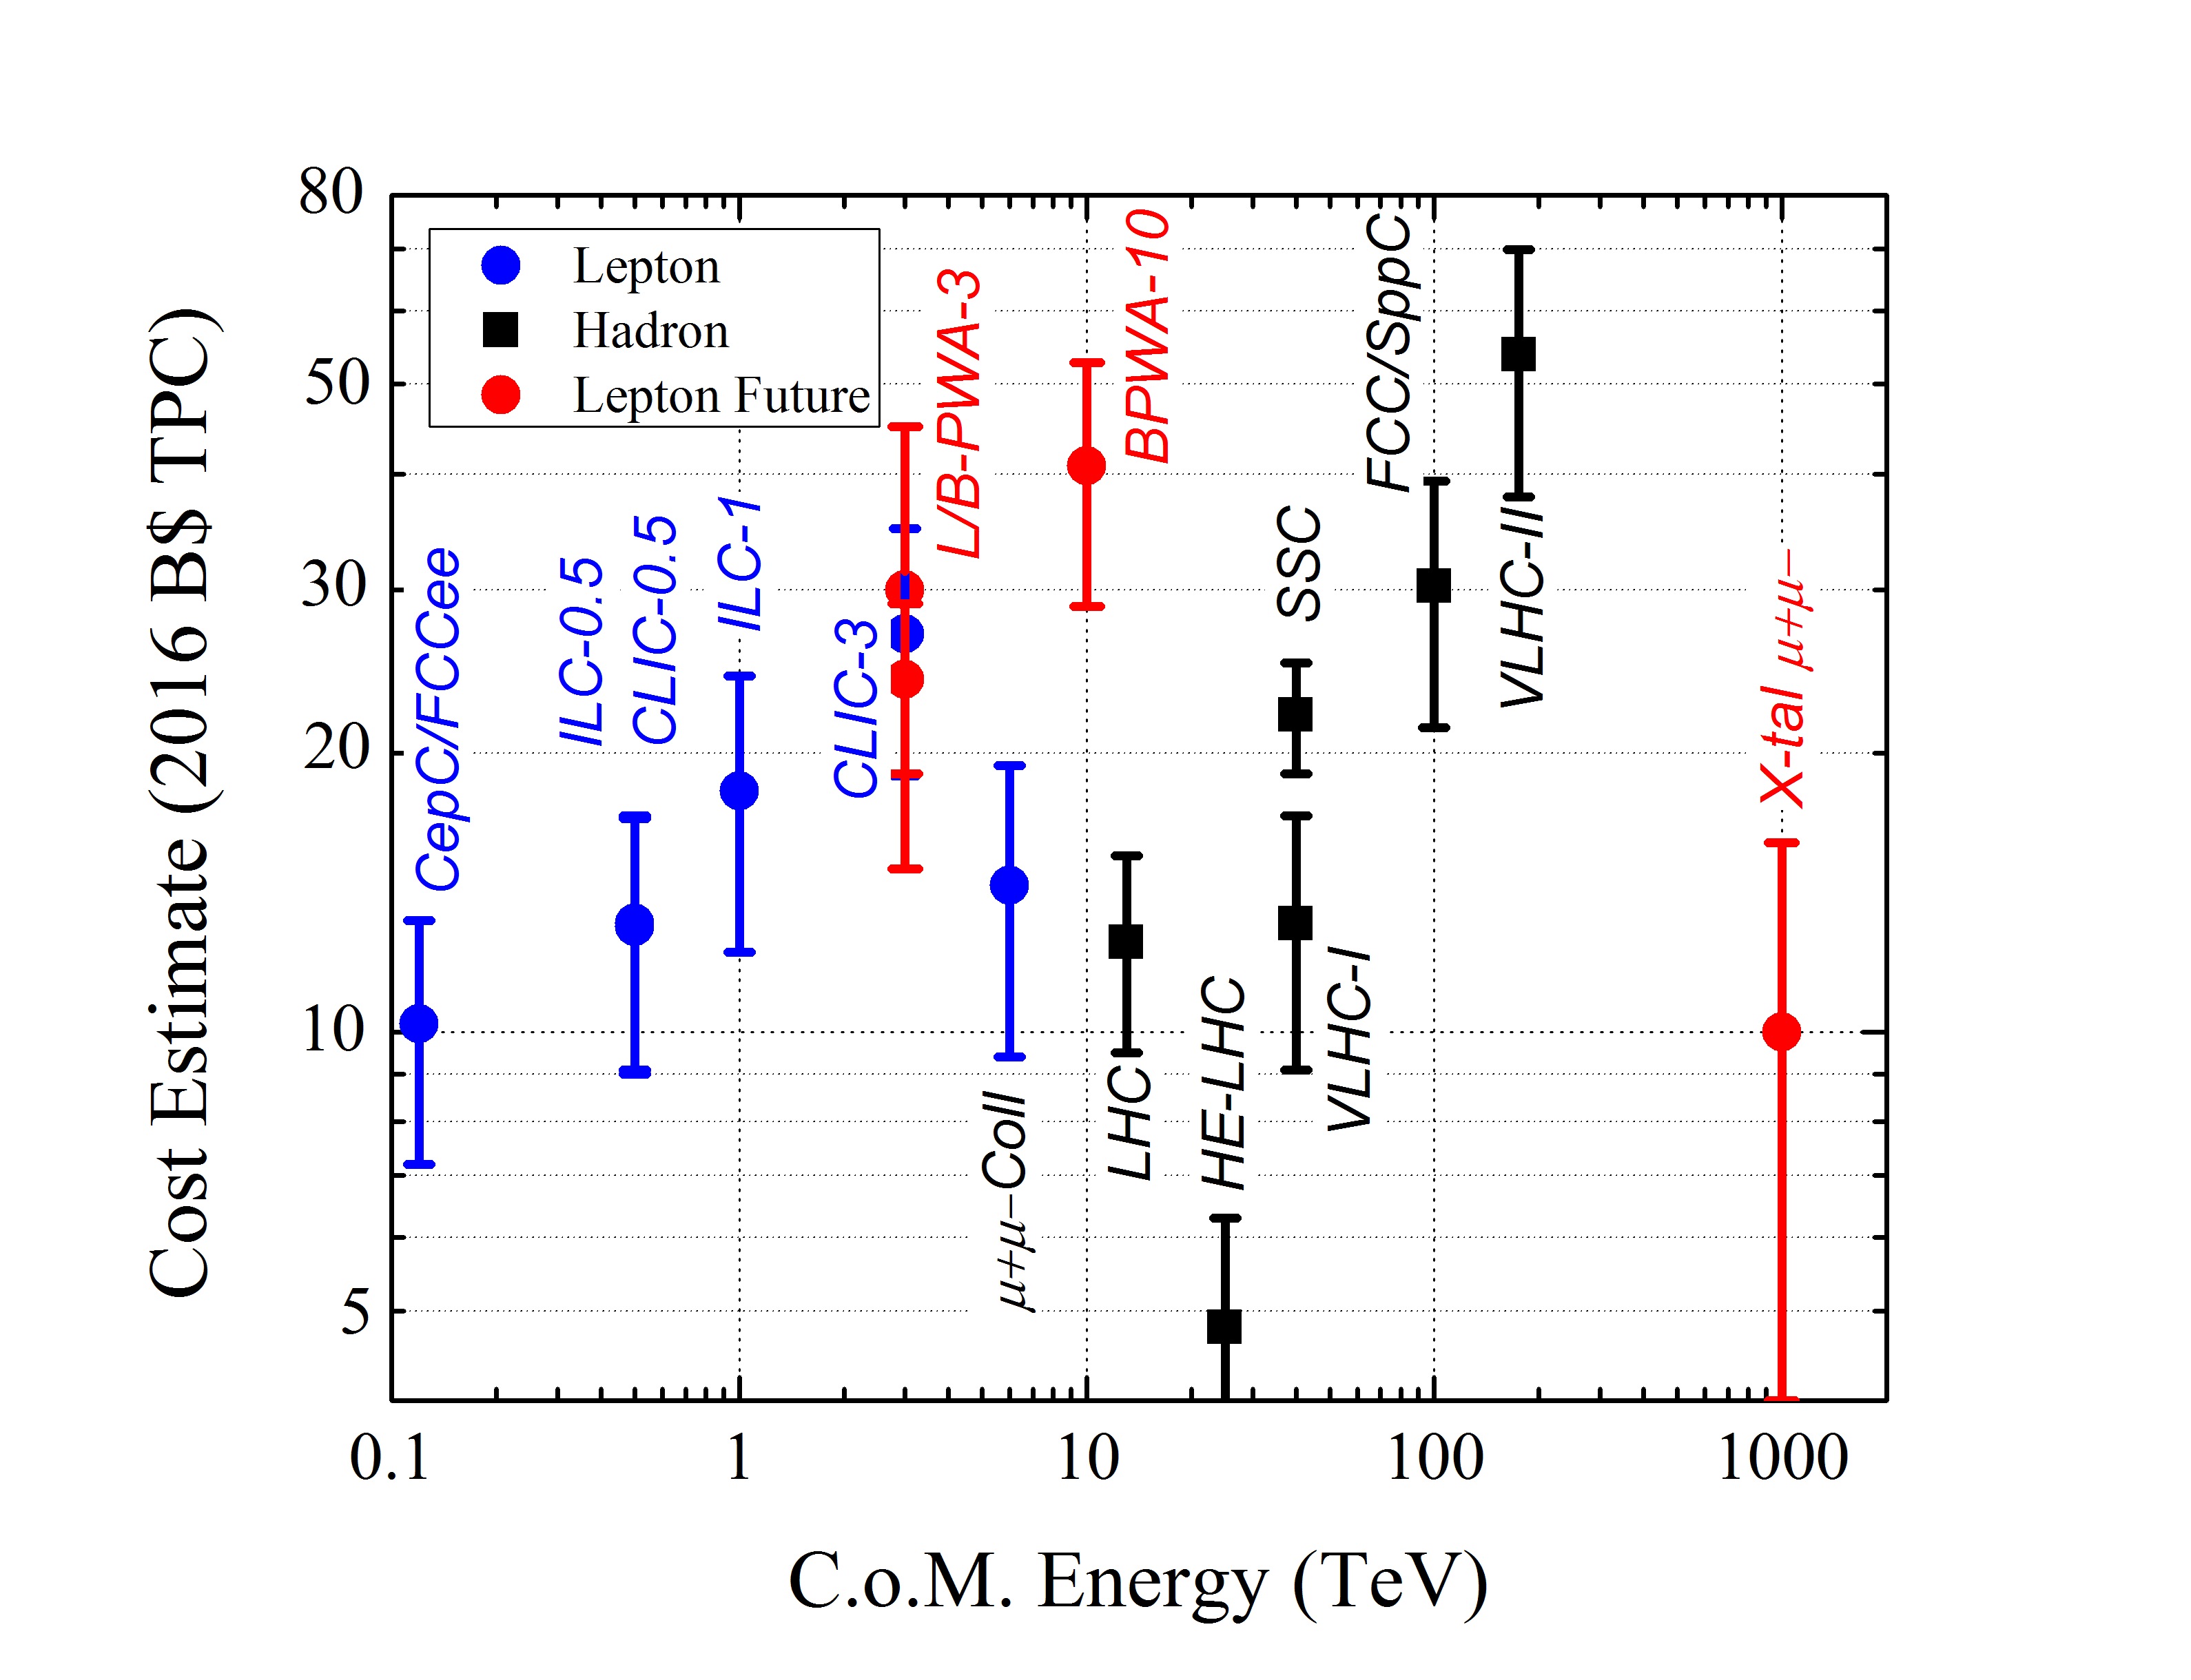 80
50
30
20
10
5
Cost Estimate (2016 B$ TPC)
Lepton
Hadron
Lepton Future
CepC/FCCee
ILC-0.5
CLIC-0.5
ILC-1
CLIC-3
L/B-PWA-3
BPWA-10
μ+μ−Coll
LHC
HE-LHC
SSC
VLHC-I
FCC/SppC
VLHC-II
X-tal μ+μ−
0.1
1
10
100
1000
C.o.M. Energy (TeV)